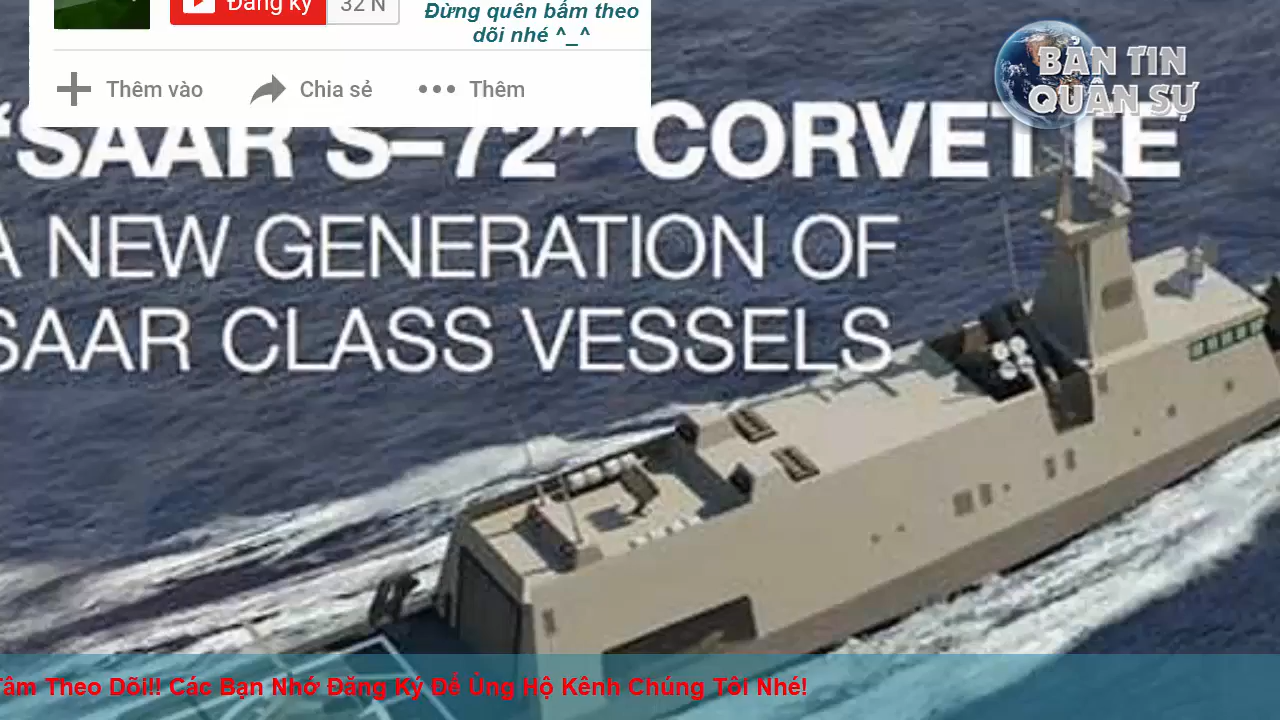 Đăng ký 32 N
Đừng quên bấm theo
dõi nhé ^_^
Thêm vào Chia sẻ Thêm
BẢN TIN
QUÂN SỰ
“SAAR S–72” CORVETTE
A NEW GENERATION OF
SAAR CLASS VESSELS
Tâm Theo Dõi!! Các Bạn Nhớ Đăng Ký Để Ủng Hộ Kênh Chúng Tôi Nhé!